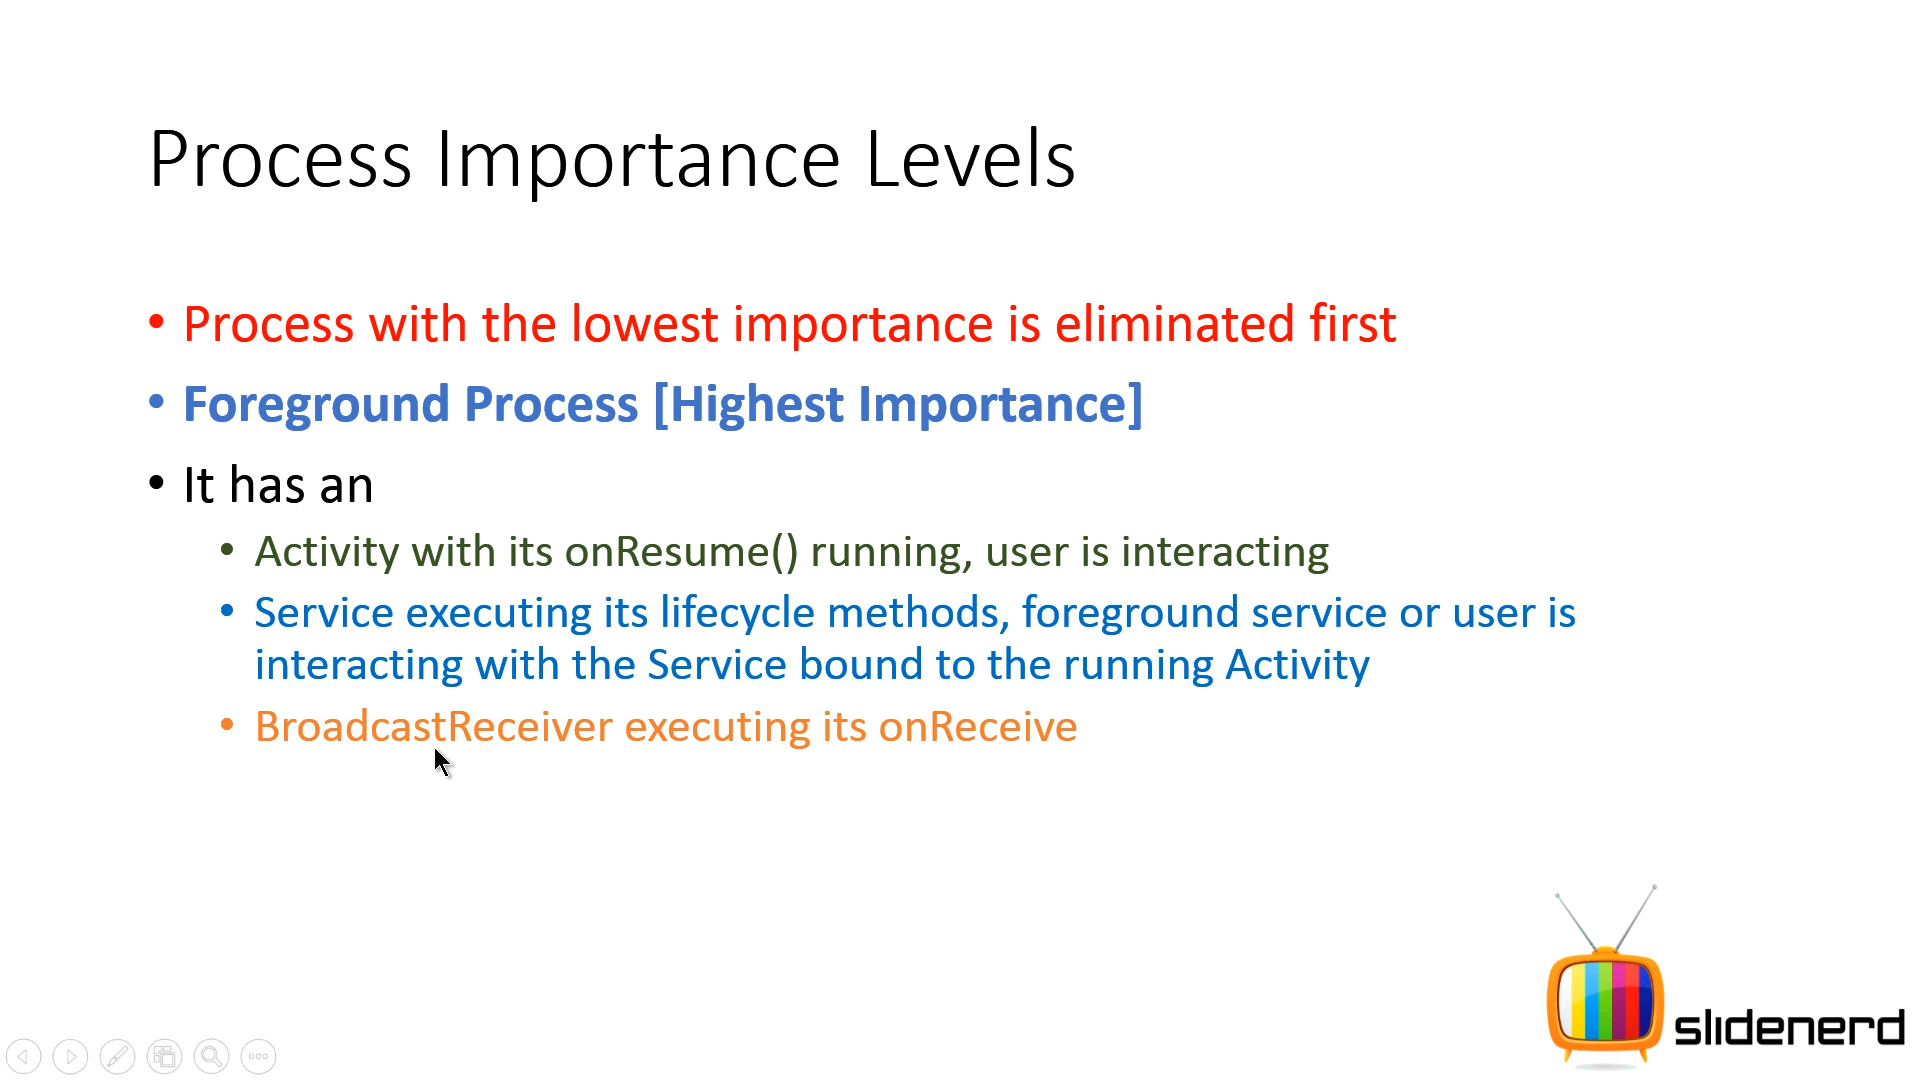 Process Importance Levels
• Process with the lowest importance is eliminated first
• Foreground Process [Highest Importance]
• It has an
• Activity with its onResume() running, user is interacting
• Service executing its lifecycle methods, foreground service or user is
interacting with the Service bound to the running Activity
• BroadcastReceiver executing its onReceive
slidenerd